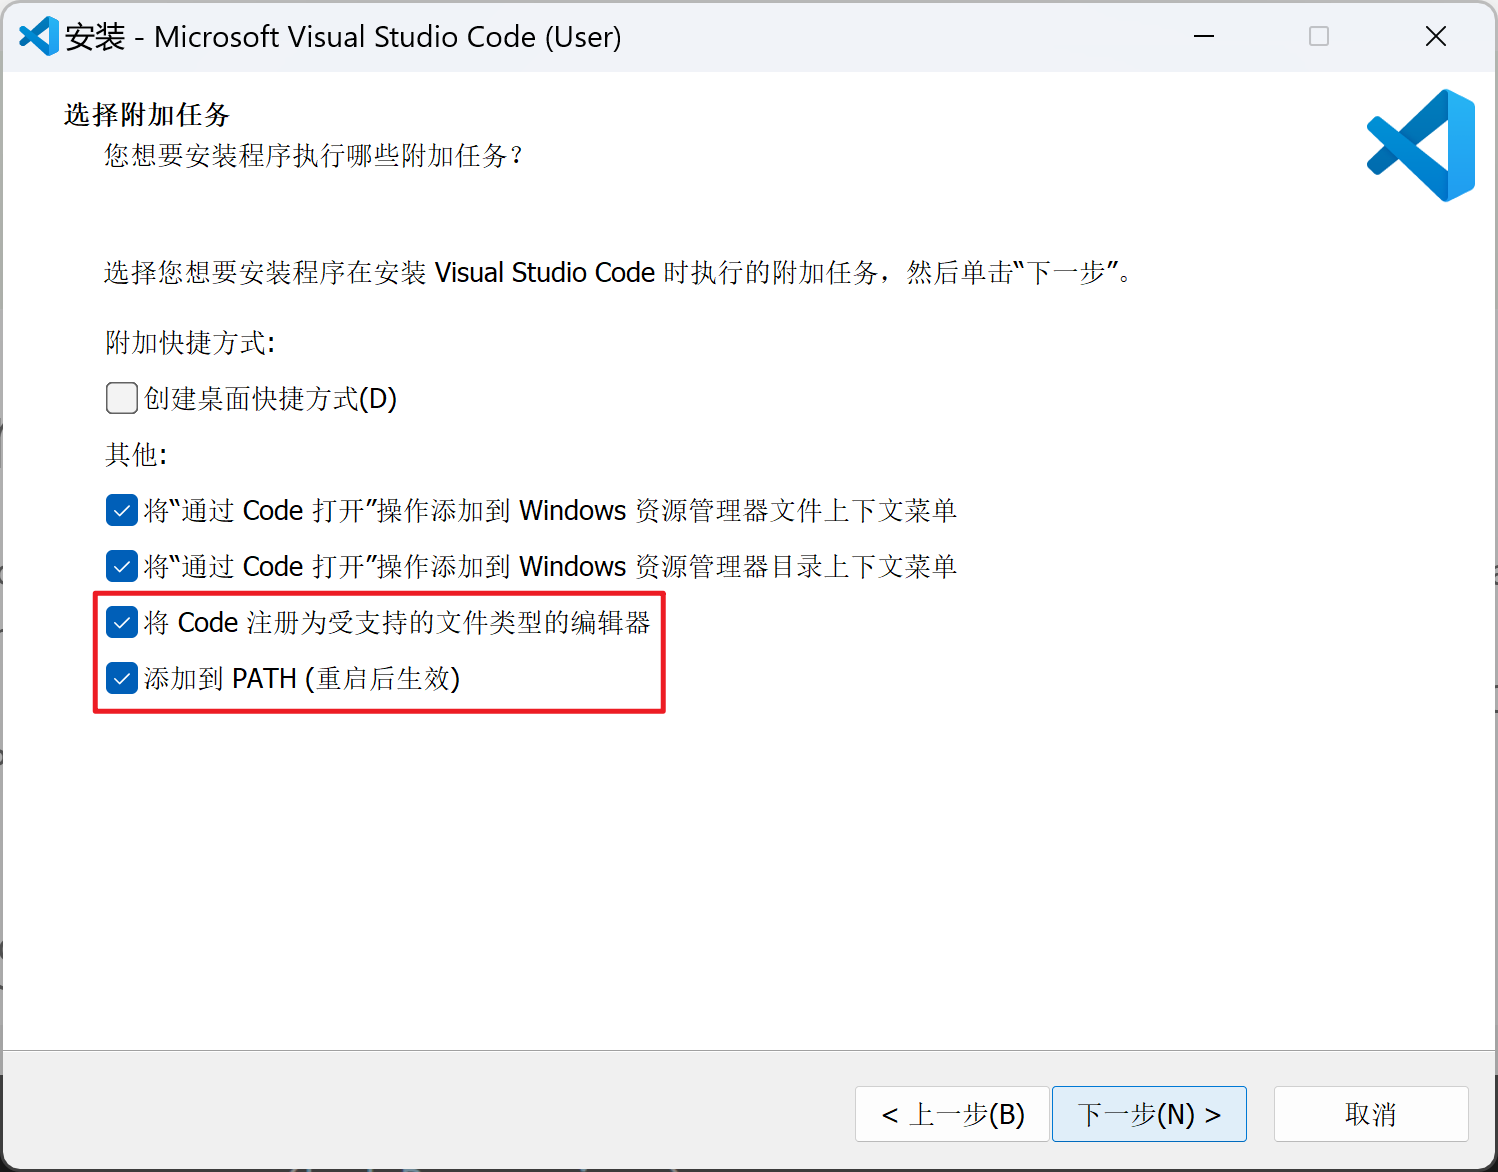 安装 - Microsoft Visual Studio Code (User)
选择附加任务
您想要安装程序执行哪些附加任务？
选择您想要安装程序在安装 Visual Studio Code 时执行的附加任务，然后单击“下一步”。
附加快捷方式:
创建桌面快捷方式(D)
其他:
将“通过 Code 打开”操作添加到 Windows 资源管理器文件上下文菜单
将“通过 Code 打开”操作添加到 Windows 资源管理器目录上下文菜单
将 Code 注册为受支持的文件类型的编辑器
添加到 PATH (重启后生效)
< 上一步(B)
下一步(N) >
取消